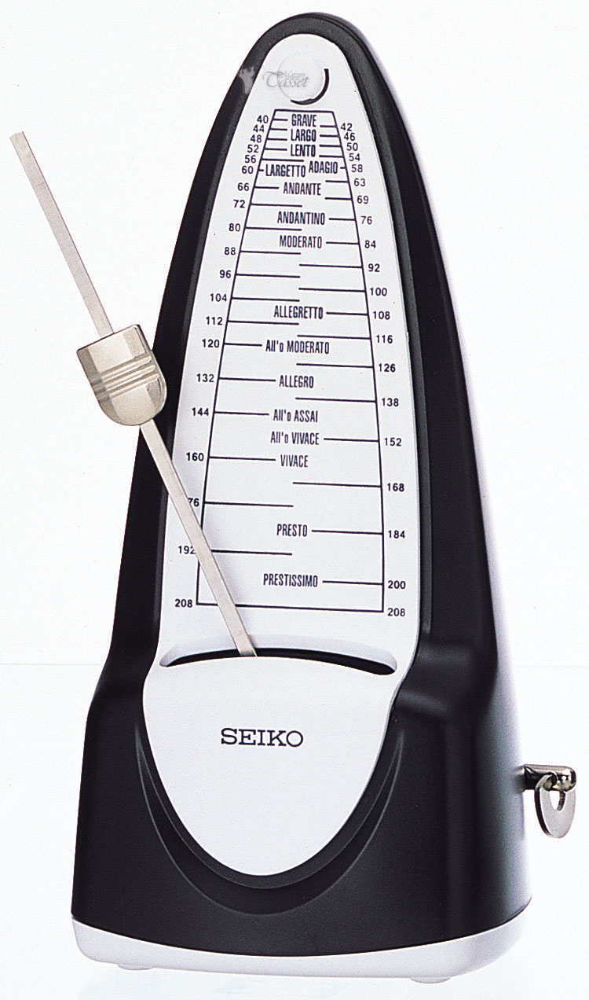 Maison
Tasset
40 GRAVE 42
44 LARGO 46
48 LENTO 50
52 54
56
60 LARGETTO ADAGIO 58
66 ANDANTE 63
72 69
80 ANDANTINO 76
88 MODERATO 84
96 92
104 100
112 ALLEGRETTO 108
120 All'o MODERATO 116
132 ALLEGRO 126
144 All'o ASSAI 138
All'o VIVACE 152
160 VIVACE
168
76
PRESTO 184
192
PRESTISSIMO 200
208 208
SEIKO